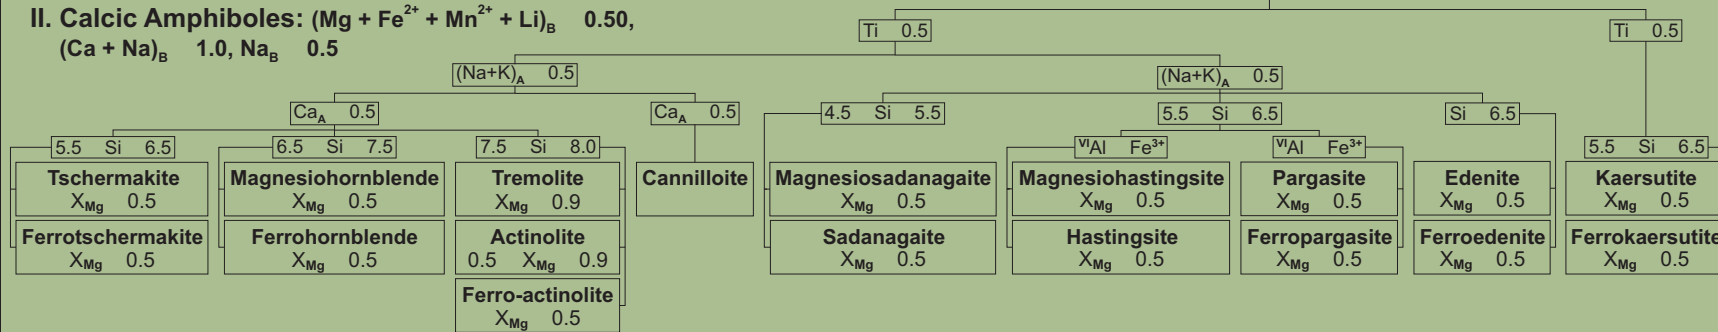 II. Calcic Amphiboles: (Mg + Fe²⁺ + Mn²⁺ + Li)B 0.50,
(Ca + Na)B 1.0, NaB 0.5
Ti 0.5
Ti 0.5
(Na+K)A 0.5
(Na+K)A 0.5
CaA 0.5
CaA 0.5
4.5 Si 5.5
5.5 Si 6.5
Si 6.5
5.5 Si 6.5
6.5 Si 7.5
7.5 Si 8.0
VIAl Fe³⁺
VIAl Fe³⁺
5.5 Si 6.5
Tschermakite
XMg 0.5
Magnesiohornblende
XMg 0.5
Tremolite
XMg 0.9
Cannilloite
Magnesiosadanagaite
XMg 0.5
Magnesiohastingsite
XMg 0.5
Pargasite
XMg 0.5
Edenite
XMg 0.5
Kaersutite
XMg 0.5
Ferrotschermakite
XMg 0.5
Ferrohornblende
XMg 0.5
Actinolite
0.5 XMg 0.9
Sadanagaite
XMg 0.5
Hastingsite
XMg 0.5
Ferropargasite
XMg 0.5
Ferroedenite
XMg 0.5
Ferrokaersutite
XMg 0.5
Ferro-actinolite
XMg 0.5